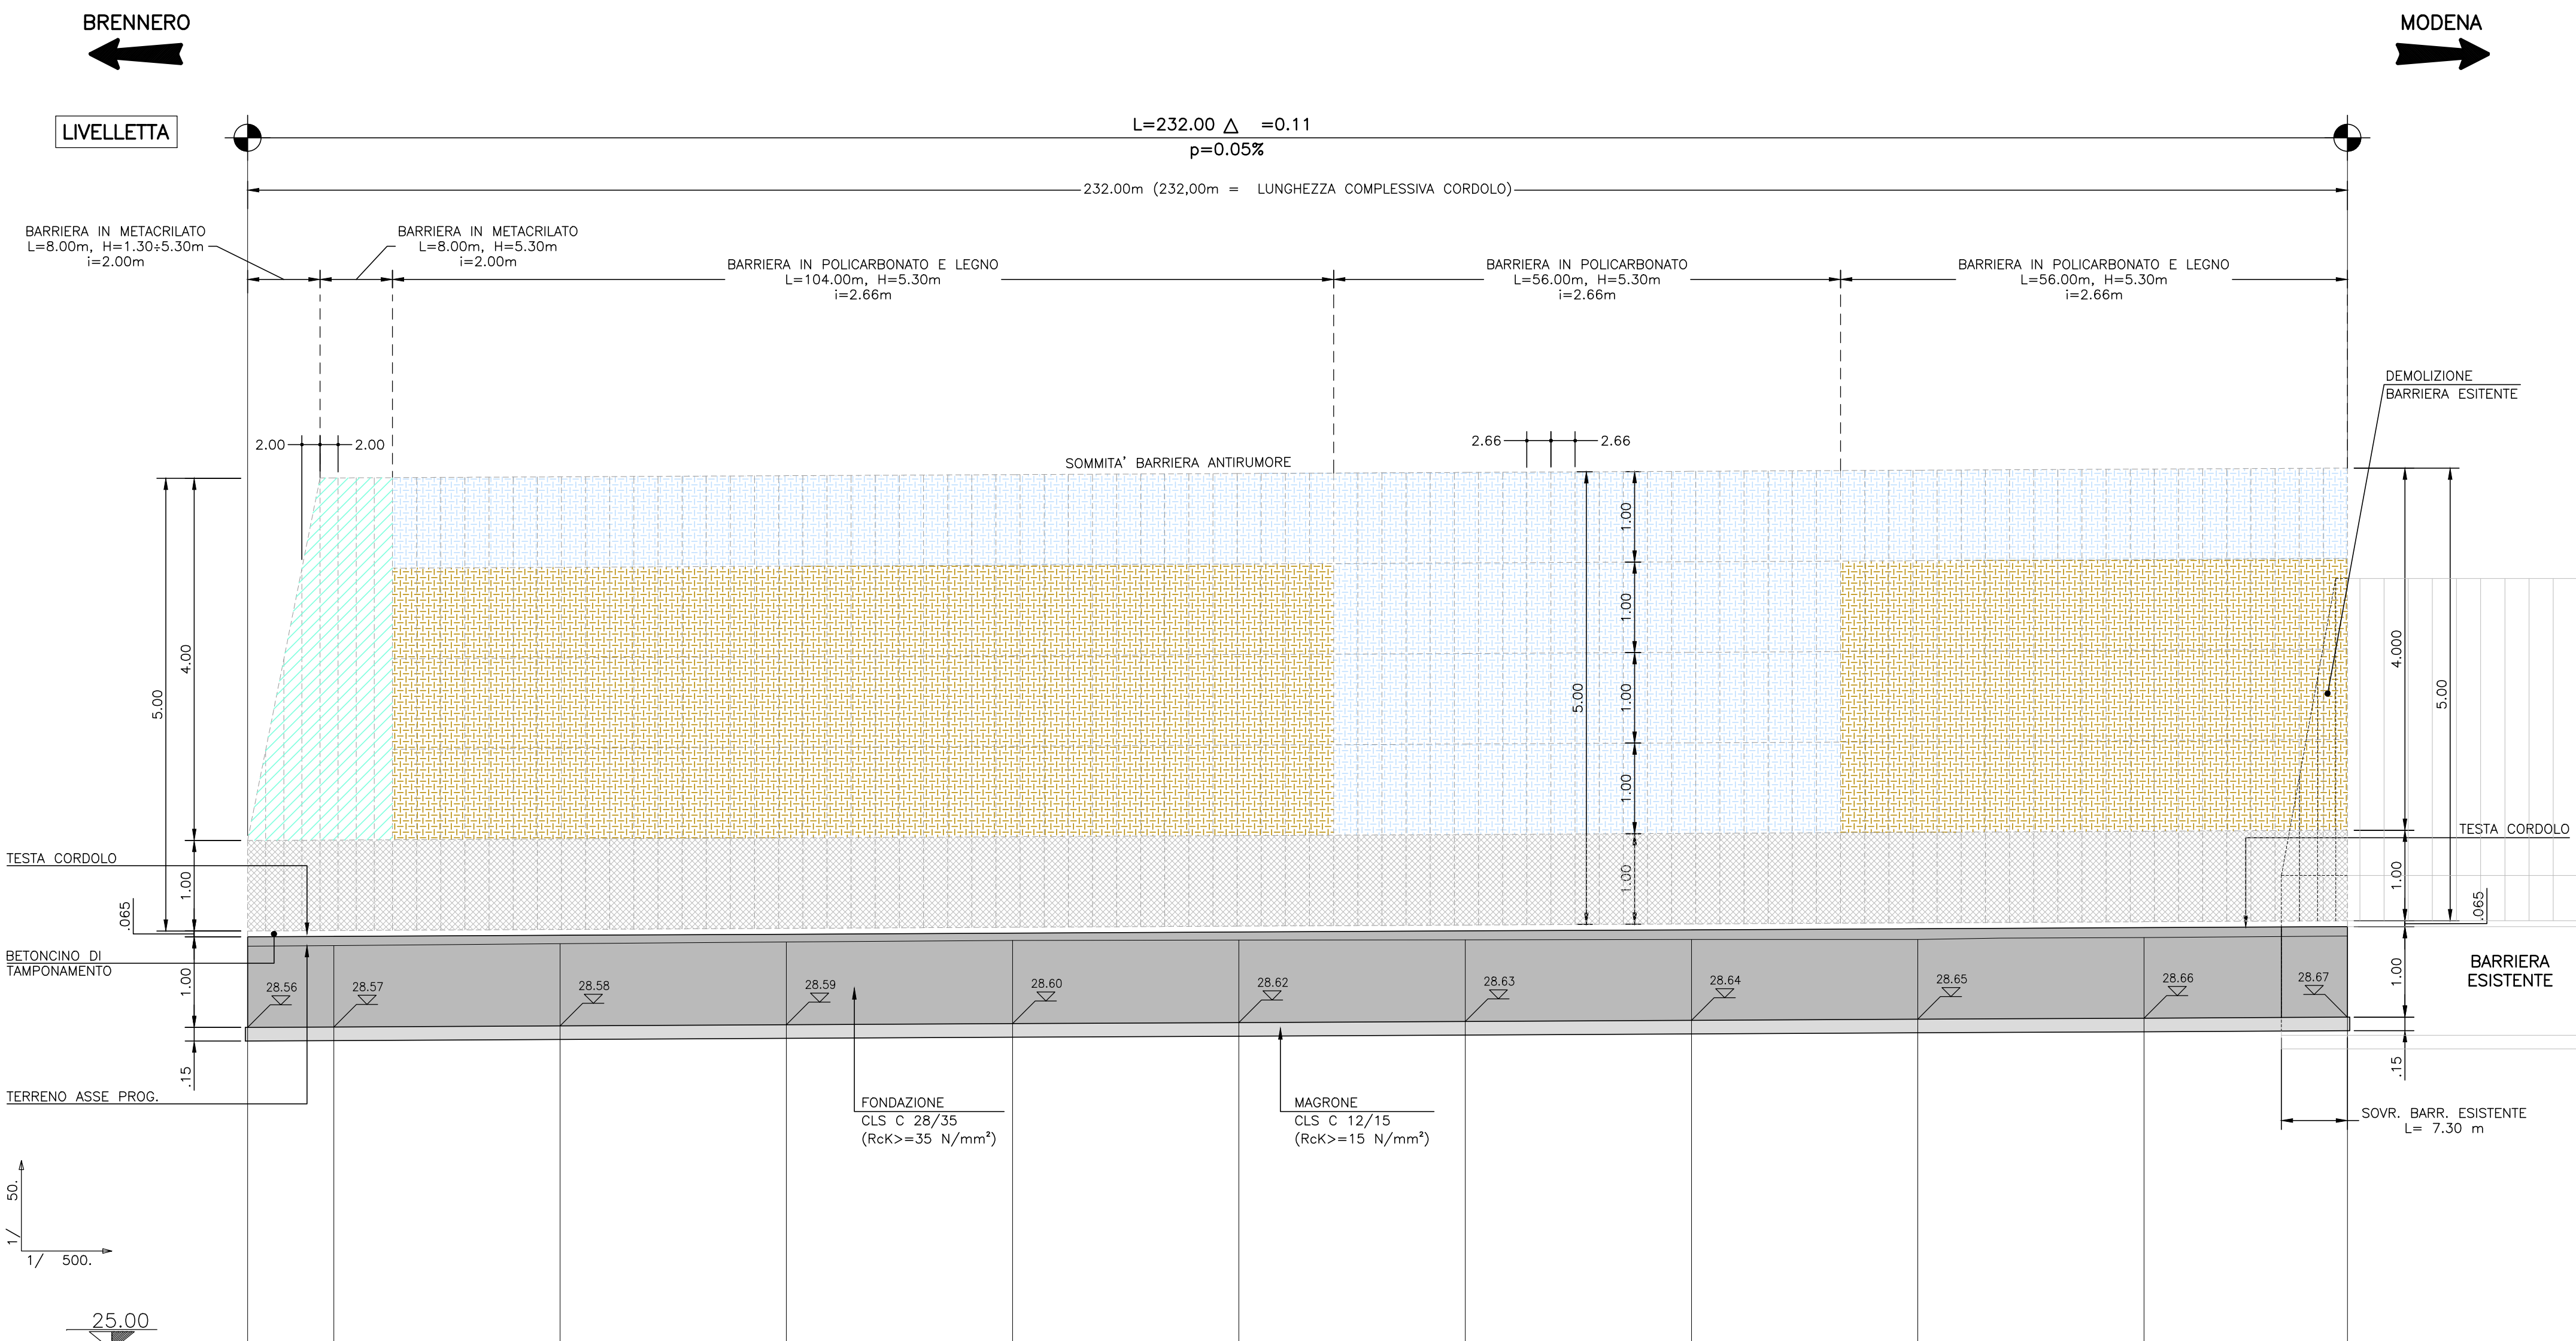 BRENNERO
MODENA
LIVELLETTA
L=232.00 △ =0.11
p=0.05%
232.00m (232,00m = LUNGHEZZA COMPLESSIVA CORDOLO)
BARRIERA IN METACRILATO
L=8.00m, H=1.30÷5.30m
i=2.00m
BARRIERA IN METACRILATO
L=8.00m, H=5.30m
i=2.00m
BARRIERA IN POLICARBONATO E LEGNO
L=104.00m, H=5.30m
i=2.66m
BARRIERA IN POLICARBONATO
L=56.00m, H=5.30m
i=2.66m
BARRIERA IN POLICARBONATO E LEGNO
L=56.00m, H=5.30m
i=2.66m
DEMOLIZIONE
BARRIERA ESITENTE
2.00
2.00
SOMMITA' BARRIERA ANTIRUMORE
2.66
2.66
5.00
4.00
1.00
.065
1.00
.15
5.00
1.00
1.00
1.00
1.00
1.00
4.000
5.00
1.00
.065
1.00
.15
TESTA CORDOLO
TESTA CORDOLO
BETONCINO DI
TAMPONAMENTO
TERRENO ASSE PROG.
28.56
28.57
28.58
28.59
28.60
28.62
28.63
28.64
28.65
28.66
28.67
BARRIERA
ESISTENTE
FONDAZIONE
CLS C 28/35
(RcK>=35 N/mm²)
MAGRONE
CLS C 12/15
(RcK>=15 N/mm²)
SOVR. BARR. ESISTENTE
L= 7.30 m
1/ 50.
1/ 500.
25.00